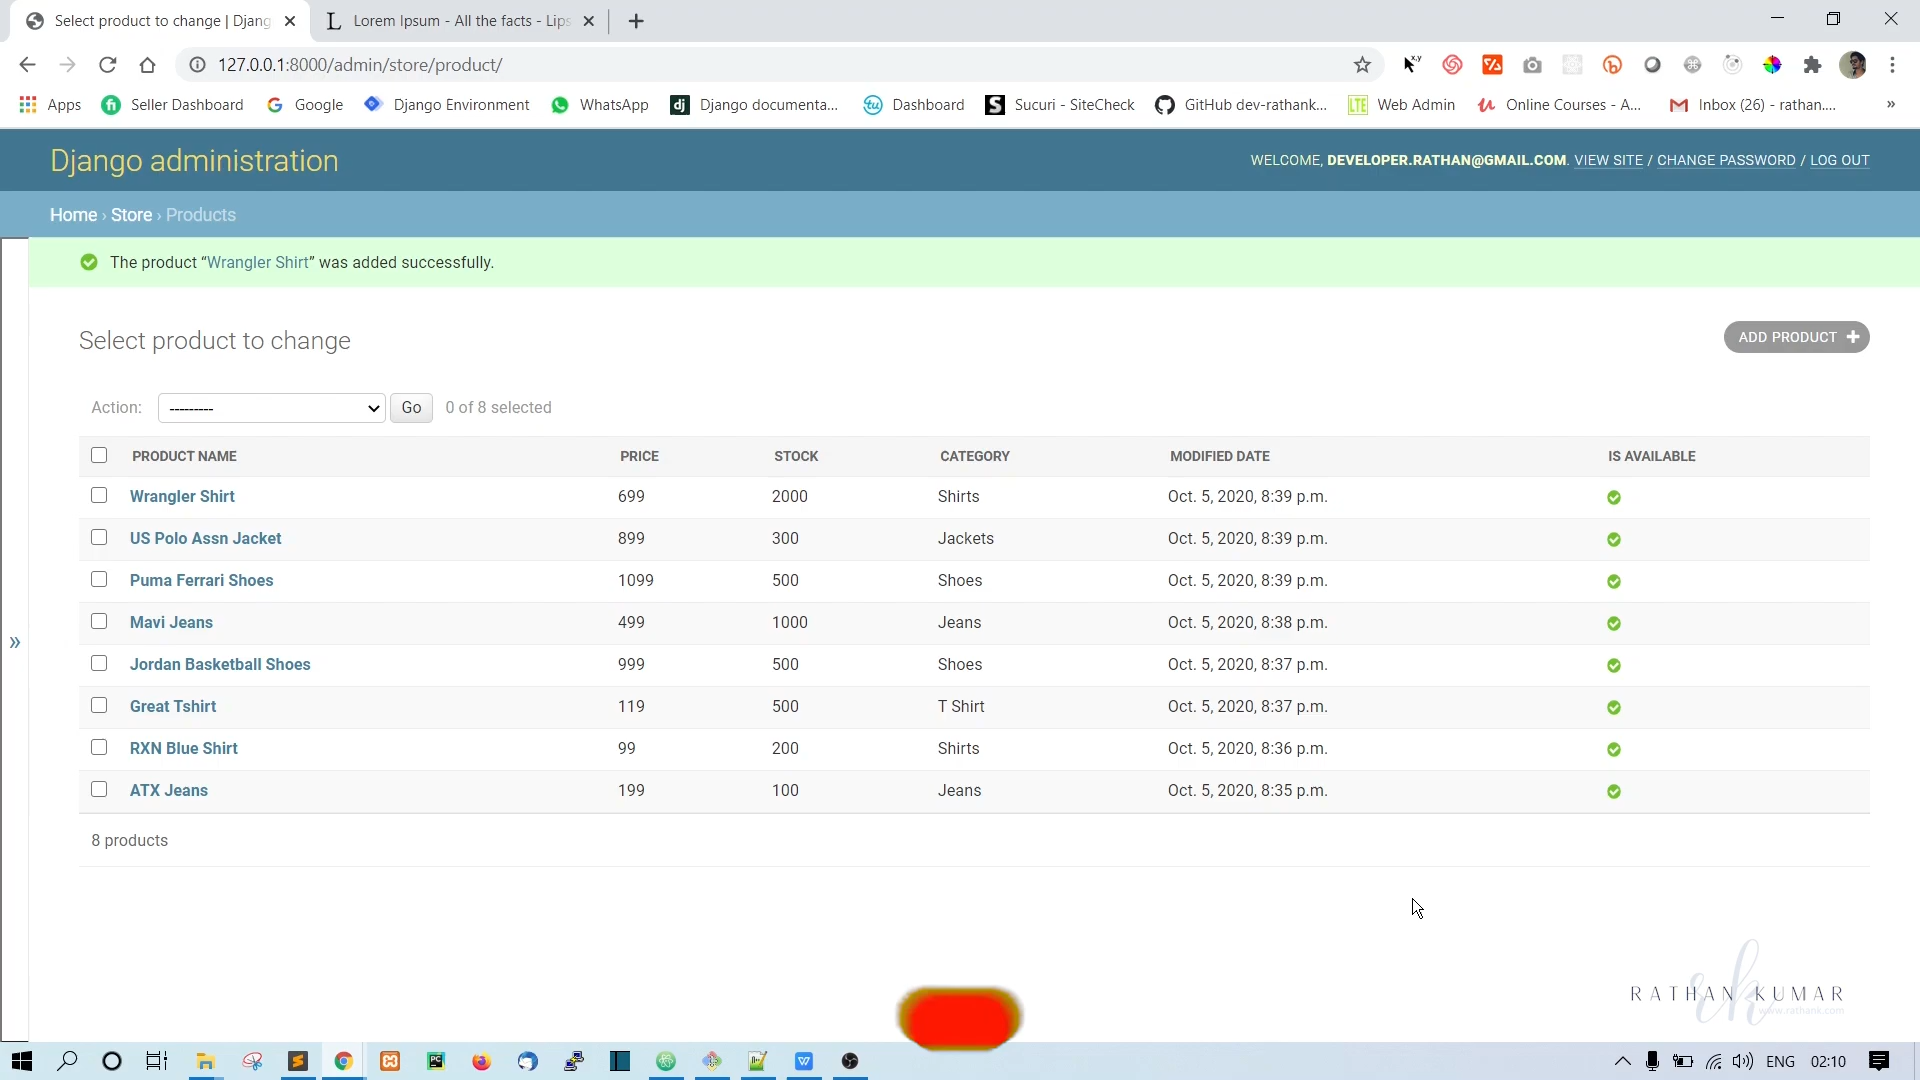 Select product to change | Djang
Lorem Ipsum - All the facts - Lips
127.0.0.1:8000/admin/store/product/
Apps
Seller Dashboard
Google
Django Environment
WhatsApp
dj Django documenta...
tu Dashboard
S Sucuri - SiteCheck
GitHub dev-rathank...
LTE Web Admin
Online Courses - A...
Inbox (26) - rathan....
»
Django administration
WELCOME, DEVELOPER.RATHAN@GMAIL.COM. VIEW SITE / CHANGE PASSWORD / LOG OUT
Home › Store › Products
The product “Wrangler Shirt” was added successfully.
Select product to change
ADD PRODUCT +
Action: --------- Go 0 of 8 selected
PRODUCT NAME PRICE STOCK CATEGORY MODIFIED DATE IS AVAILABLE
Wrangler Shirt 699 2000 Shirts Oct. 5, 2020, 8:39 p.m.
US Polo Assn Jacket 899 300 Jackets Oct. 5, 2020, 8:39 p.m.
Puma Ferrari Shoes 1099 500 Shoes Oct. 5, 2020, 8:39 p.m.
Mavi Jeans 499 1000 Jeans Oct. 5, 2020, 8:38 p.m.
»
Jordan Basketball Shoes 999 500 Shoes Oct. 5, 2020, 8:37 p.m.
Great Tshirt 119 500 T Shirt Oct. 5, 2020, 8:37 p.m.
RXN Blue Shirt 99 200 Shirts Oct. 5, 2020, 8:36 p.m.
ATX Jeans 199 100 Jeans Oct. 5, 2020, 8:35 p.m.
8 products
rk
RATHAN KUMAR
www.rathank.com
ENG 02:10